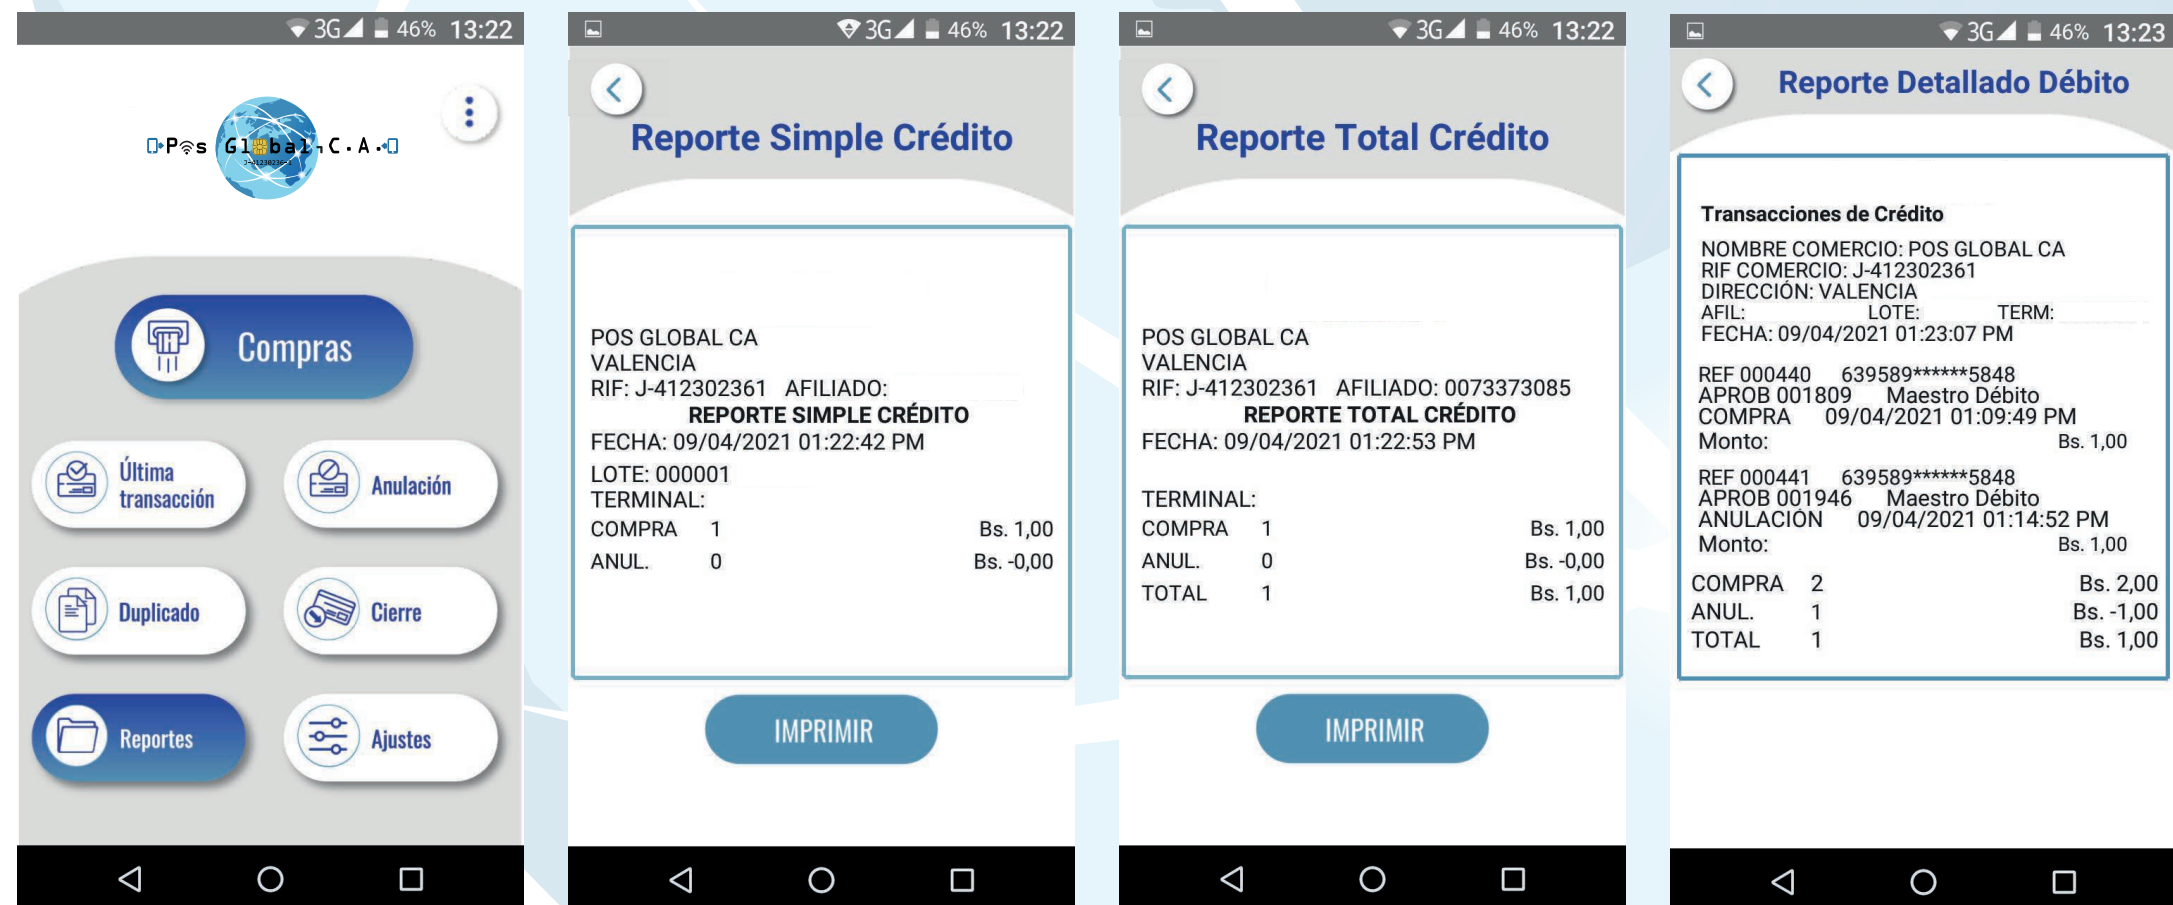 3G 46% 13:22
Pos Global, C.A.
J-41230236-1
Compras
Última
transacción
Anulación
Duplicado
Cierre
Reportes
Ajustes
3G 46% 13:22
Reporte Simple Crédito
POS GLOBAL CA
VALENCIA
RIF: J-412302361 AFILIADO:
REPORTE SIMPLE CRÉDITO
FECHA: 09/04/2021 01:22:42 PM
LOTE: 000001
TERMINAL:
COMPRA 1 Bs. 1,00
ANUL. 0 Bs. -0,00
IMPRIMIR
3G 46% 13:22
Reporte Total Crédito
POS GLOBAL CA
VALENCIA
RIF: J-412302361 AFILIADO: 0073373085
REPORTE TOTAL CRÉDITO
FECHA: 09/04/2021 01:22:53 PM
TERMINAL:
COMPRA 1 Bs. 1,00
ANUL. 0 Bs. -0,00
TOTAL 1 Bs. 1,00
IMPRIMIR
3G 46% 13:23
Reporte Detallado Débito
Transacciones de Crédito
NOMBRE COMERCIO: POS GLOBAL CA
RIF COMERCIO: J-412302361
DIRECCIÓN: VALENCIA
AFIL: LOTE: TERM:
FECHA: 09/04/2021 01:23:07 PM
REF 000440 639589******5848
APROB 001809 Maestro Débito
COMPRA 09/04/2021 01:09:49 PM
Monto: Bs. 1,00
REF 000441 639589******5848
APROB 001946 Maestro Débito
ANULACIÓN 09/04/2021 01:14:52 PM
Monto: Bs. 1,00
COMPRA 2 Bs. 2,00
ANUL. 1 Bs. -1,00
TOTAL 1 Bs. 1,00